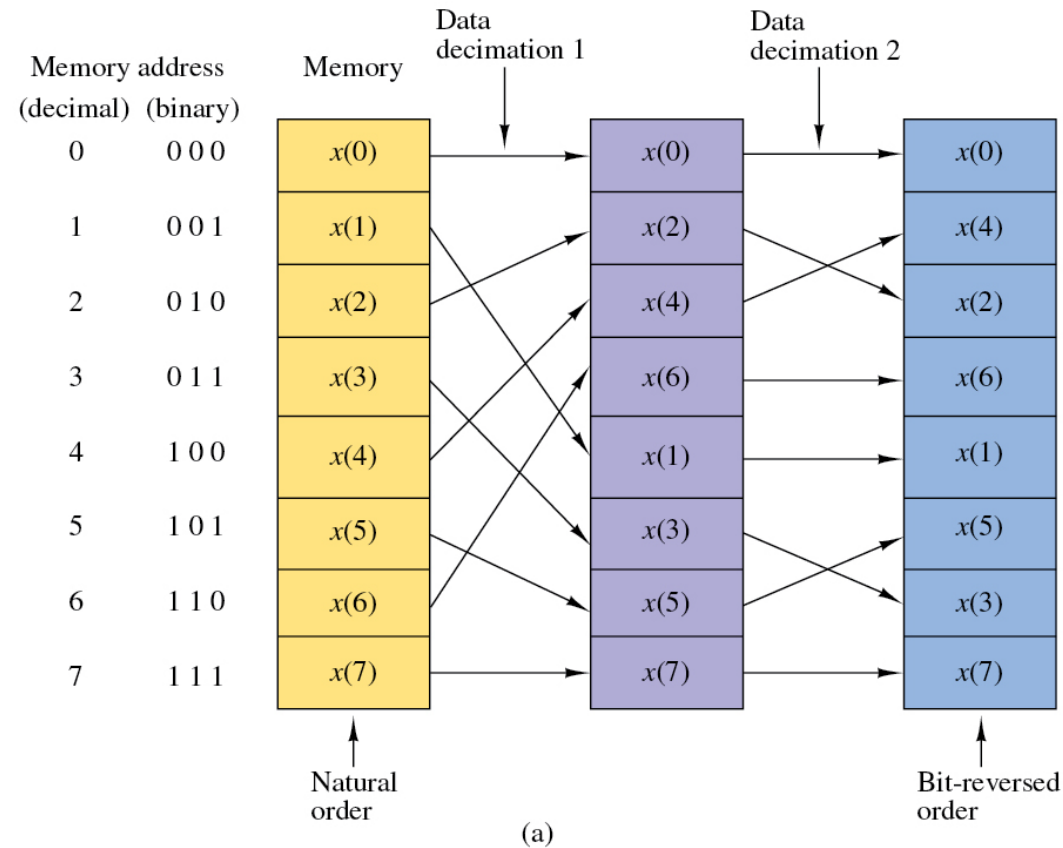 Data
decimation 1
Data
decimation 2
Memory address
Memory
(decimal) (binary)
0 0 0 0 x(0) x(0) x(0)
1 0 0 1 x(1) x(2) x(4)
2 0 1 0 x(2) x(4) x(2)
3 0 1 1 x(3) x(6) x(6)
4 1 0 0 x(4) x(1) x(1)
5 1 0 1 x(5) x(3) x(5)
6 1 1 0 x(6) x(5) x(3)
7 1 1 1 x(7) x(7) x(7)
Natural
order
Bit-reversed
order
(a)